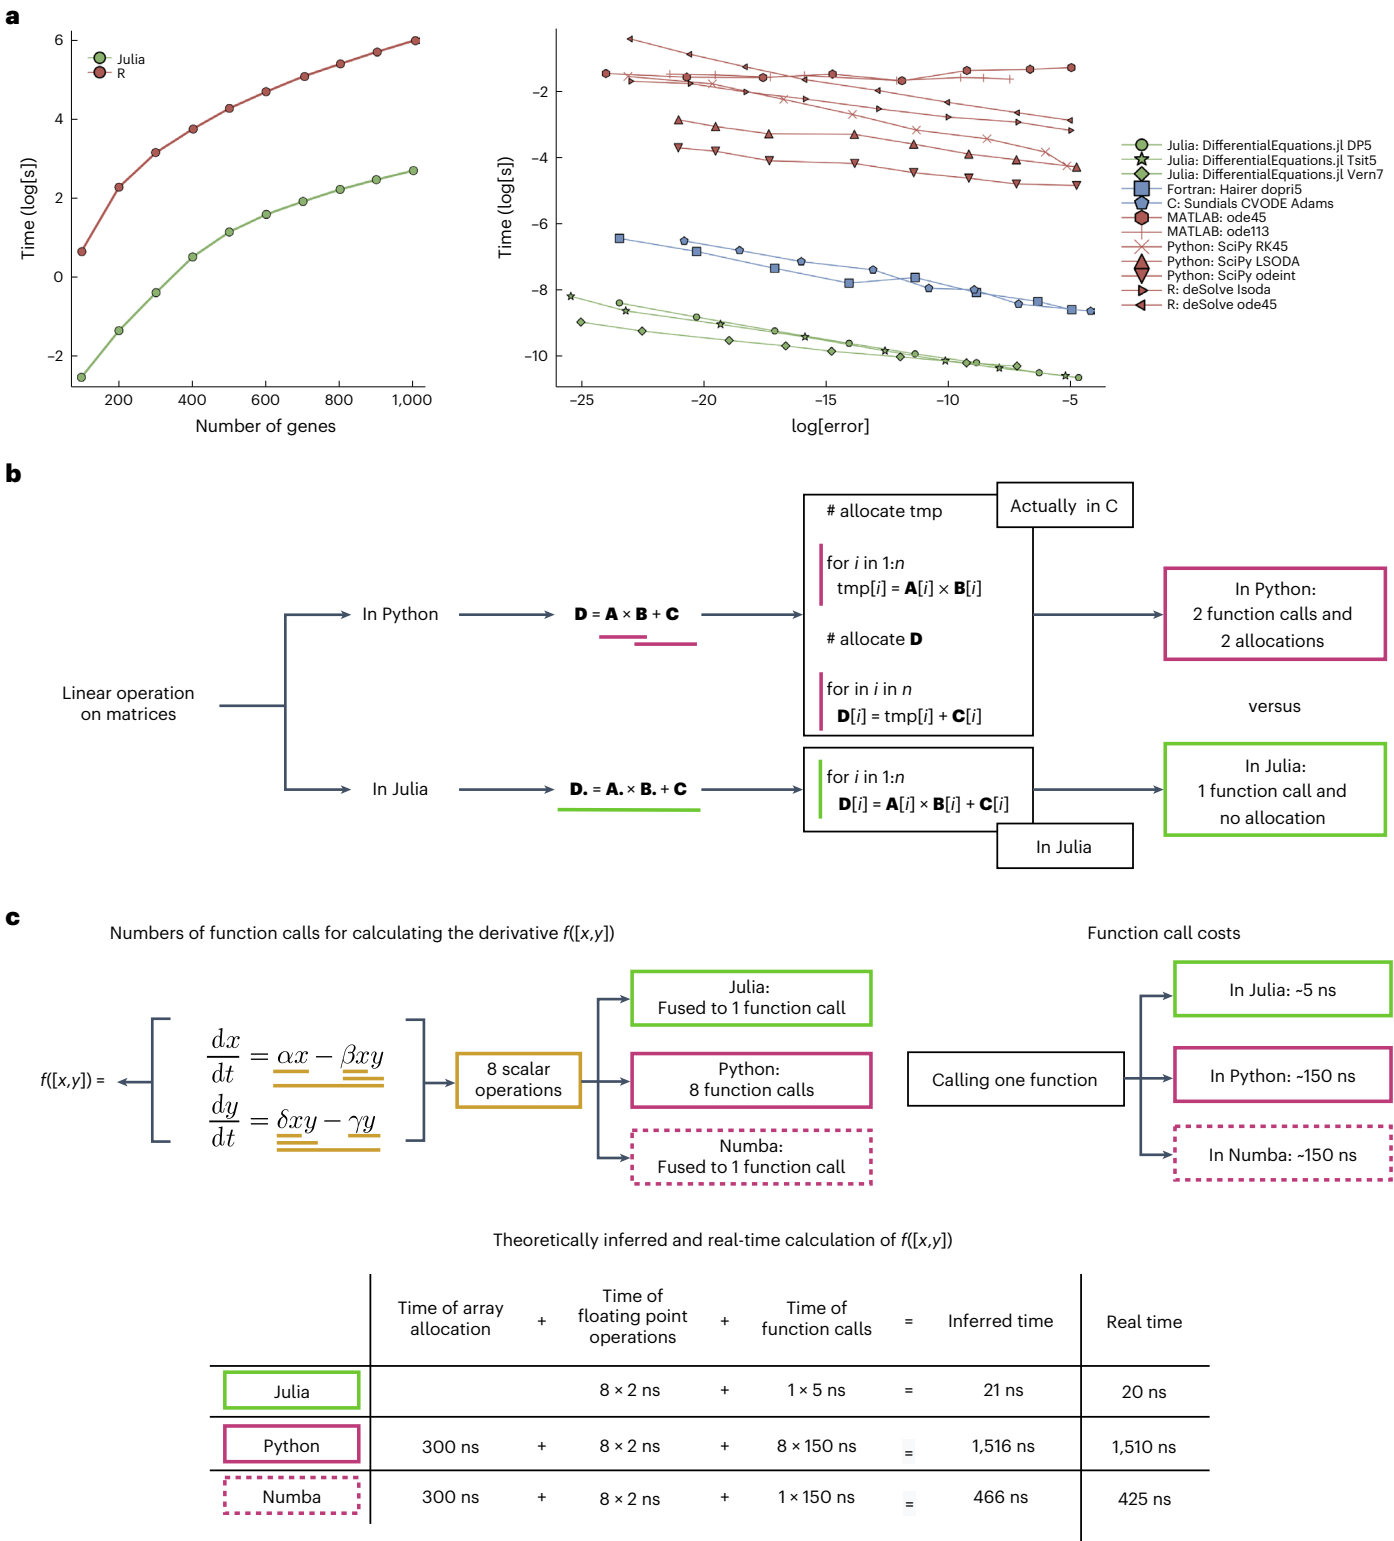 a
6
4
2
0
−2
Time (log[s])
Julia
R
200
400
600
800
1,000
Number of genes
−2
−4
−6
−8
−10
Time (log[s])
−25
−20
−15
−10
−5
log[error]
Julia: DifferentialEquations.jl DP5
Julia: DifferentialEquations.jl Tsit5
Julia: DifferentialEquations.jl Vern7
Fortran: Hairer dopri5
C: Sundials CVODE Adams
MATLAB: ode45
MATLAB: ode113
Python: SciPy RK45
Python: SciPy LSODA
Python: SciPy odeint
R: deSolve lsoda
R: deSolve ode45
b
Linear operation
on matrices
In Python
D = A × B + C
# allocate tmp
for i in 1:n
tmp[i] = A[i] × B[i]
# allocate D
for in i in n
D[i] = tmp[i] + C[i]
Actually in C
In Python:
2 function calls and
2 allocations
versus
In Julia
D. = A. × B. + C
for i in 1:n
D[i] = A[i] × B[i] + C[i]
In Julia
In Julia:
1 function call and
no allocation
c
Numbers of function calls for calculating the derivative f([x,y])
f([x,y]) =
dx/dt = αx − βxy
dy/dt = δxy − γy
8 scalar
operations
Julia:
Fused to 1 function call
Python:
8 function calls
Numba:
Fused to 1 function call
Function call costs
Calling one function
In Julia: ~5 ns
In Python: ~150 ns
In Numba: ~150 ns
Theoretically inferred and real-time calculation of f([x,y])
Time of array
allocation
+
Time of
floating point
operations
+
Time of
function calls
=
Inferred time
Real time
Julia 8 × 2 ns + 1 × 5 ns = 21 ns 20 ns
Python 300 ns + 8 × 2 ns + 8 × 150 ns = 1,516 ns 1,510 ns
Numba 300 ns + 8 × 2 ns + 1 × 150 ns = 466 ns 425 ns